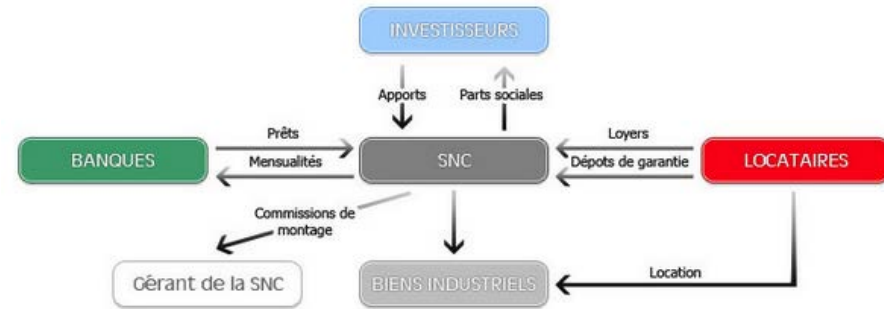 INVESTISSEURS
Apports
Parts sociales
Prêts
Loyers
BANQUES
Mensualités
SNC
Dépots de garantie
LOCATAIRES
Commissions de
montage
Gérant de la SNC
BIENS INDUSTRIELS
Location